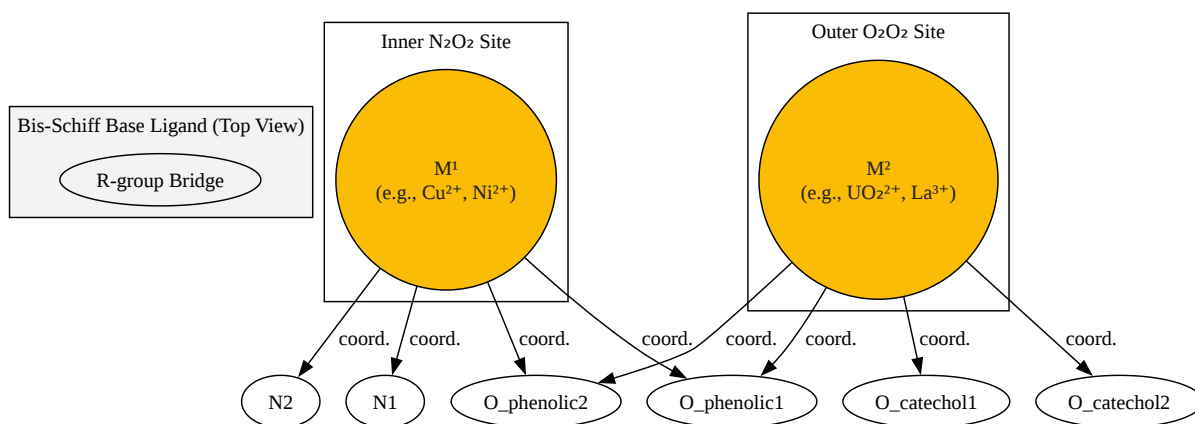 Inner N₂O₂ Site
Outer O₂O₂ Site
Bis-Schiff Base Ligand (Top View)
R-group Bridge
M¹
(e.g., Cu²⁺, Ni²⁺)
M²
(e.g., UO₂²⁺, La³⁺)
coord.
coord.
coord.
coord.
coord.
coord.
coord.
coord.
N2
N1
O_phenolic2
O_phenolic1
O_catechol1
O_catechol2